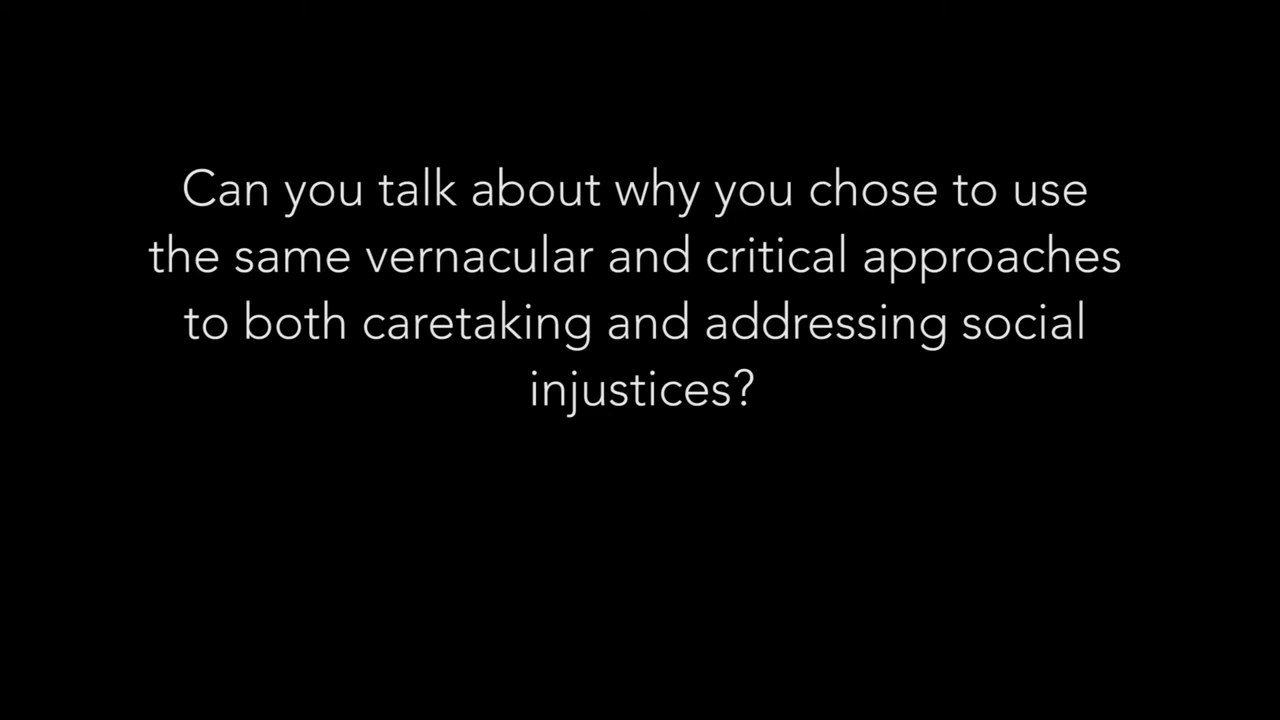 Can you talk about why you chose to use
the same vernacular and critical approaches
to both caretaking and addressing social
injustices?